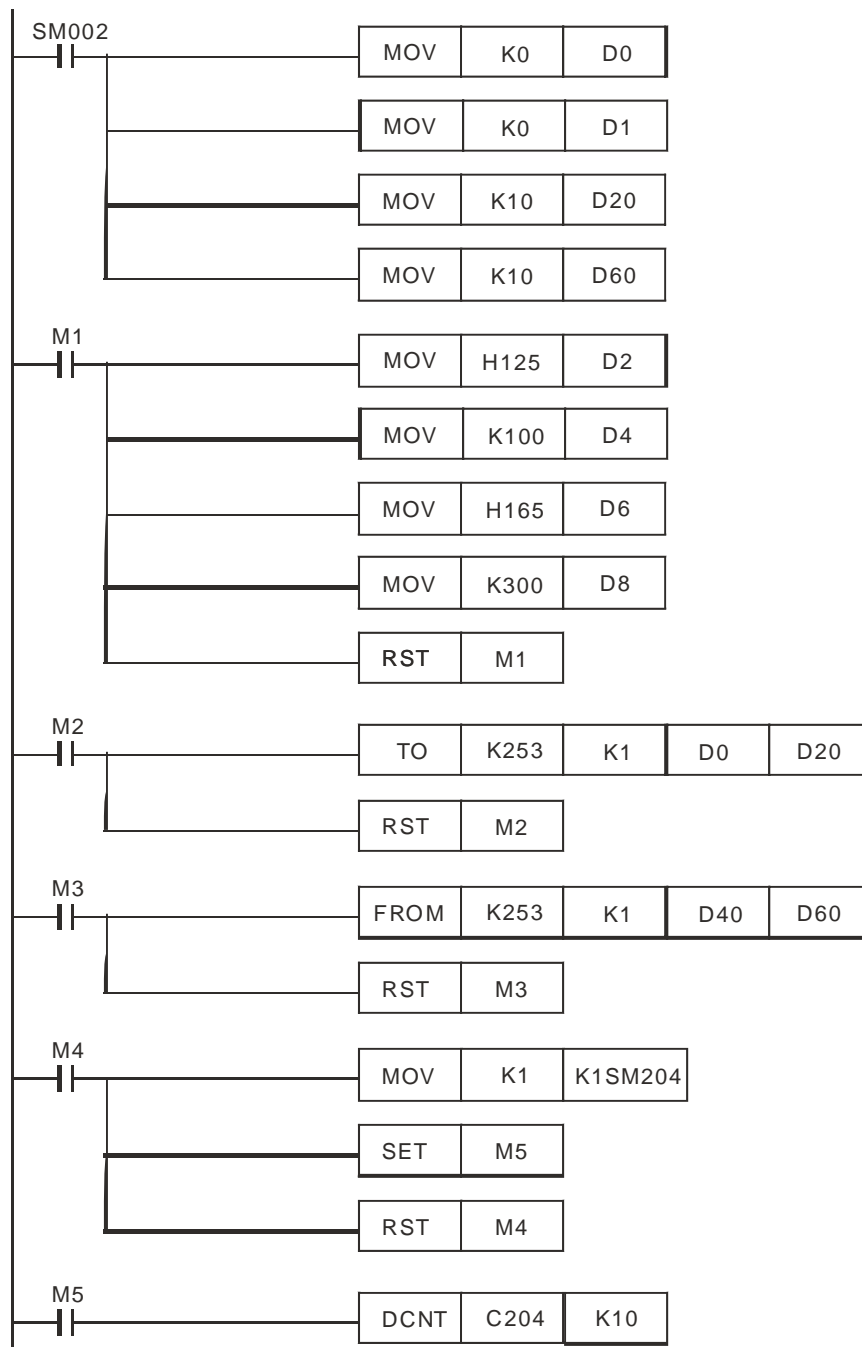 SM002
MOV K0 D0
MOV K0 D1
MOV K10 D20
MOV K10 D60
M1
MOV H125 D2
MOV K100 D4
MOV H165 D6
MOV K300 D8
RST M1
M2
TO K253 K1 D0 D20
RST M2
M3
FROM K253 K1 D40 D60
RST M3
M4
MOV K1 K1SM204
SET M5
RST M4
M5
DCNT C204 K10